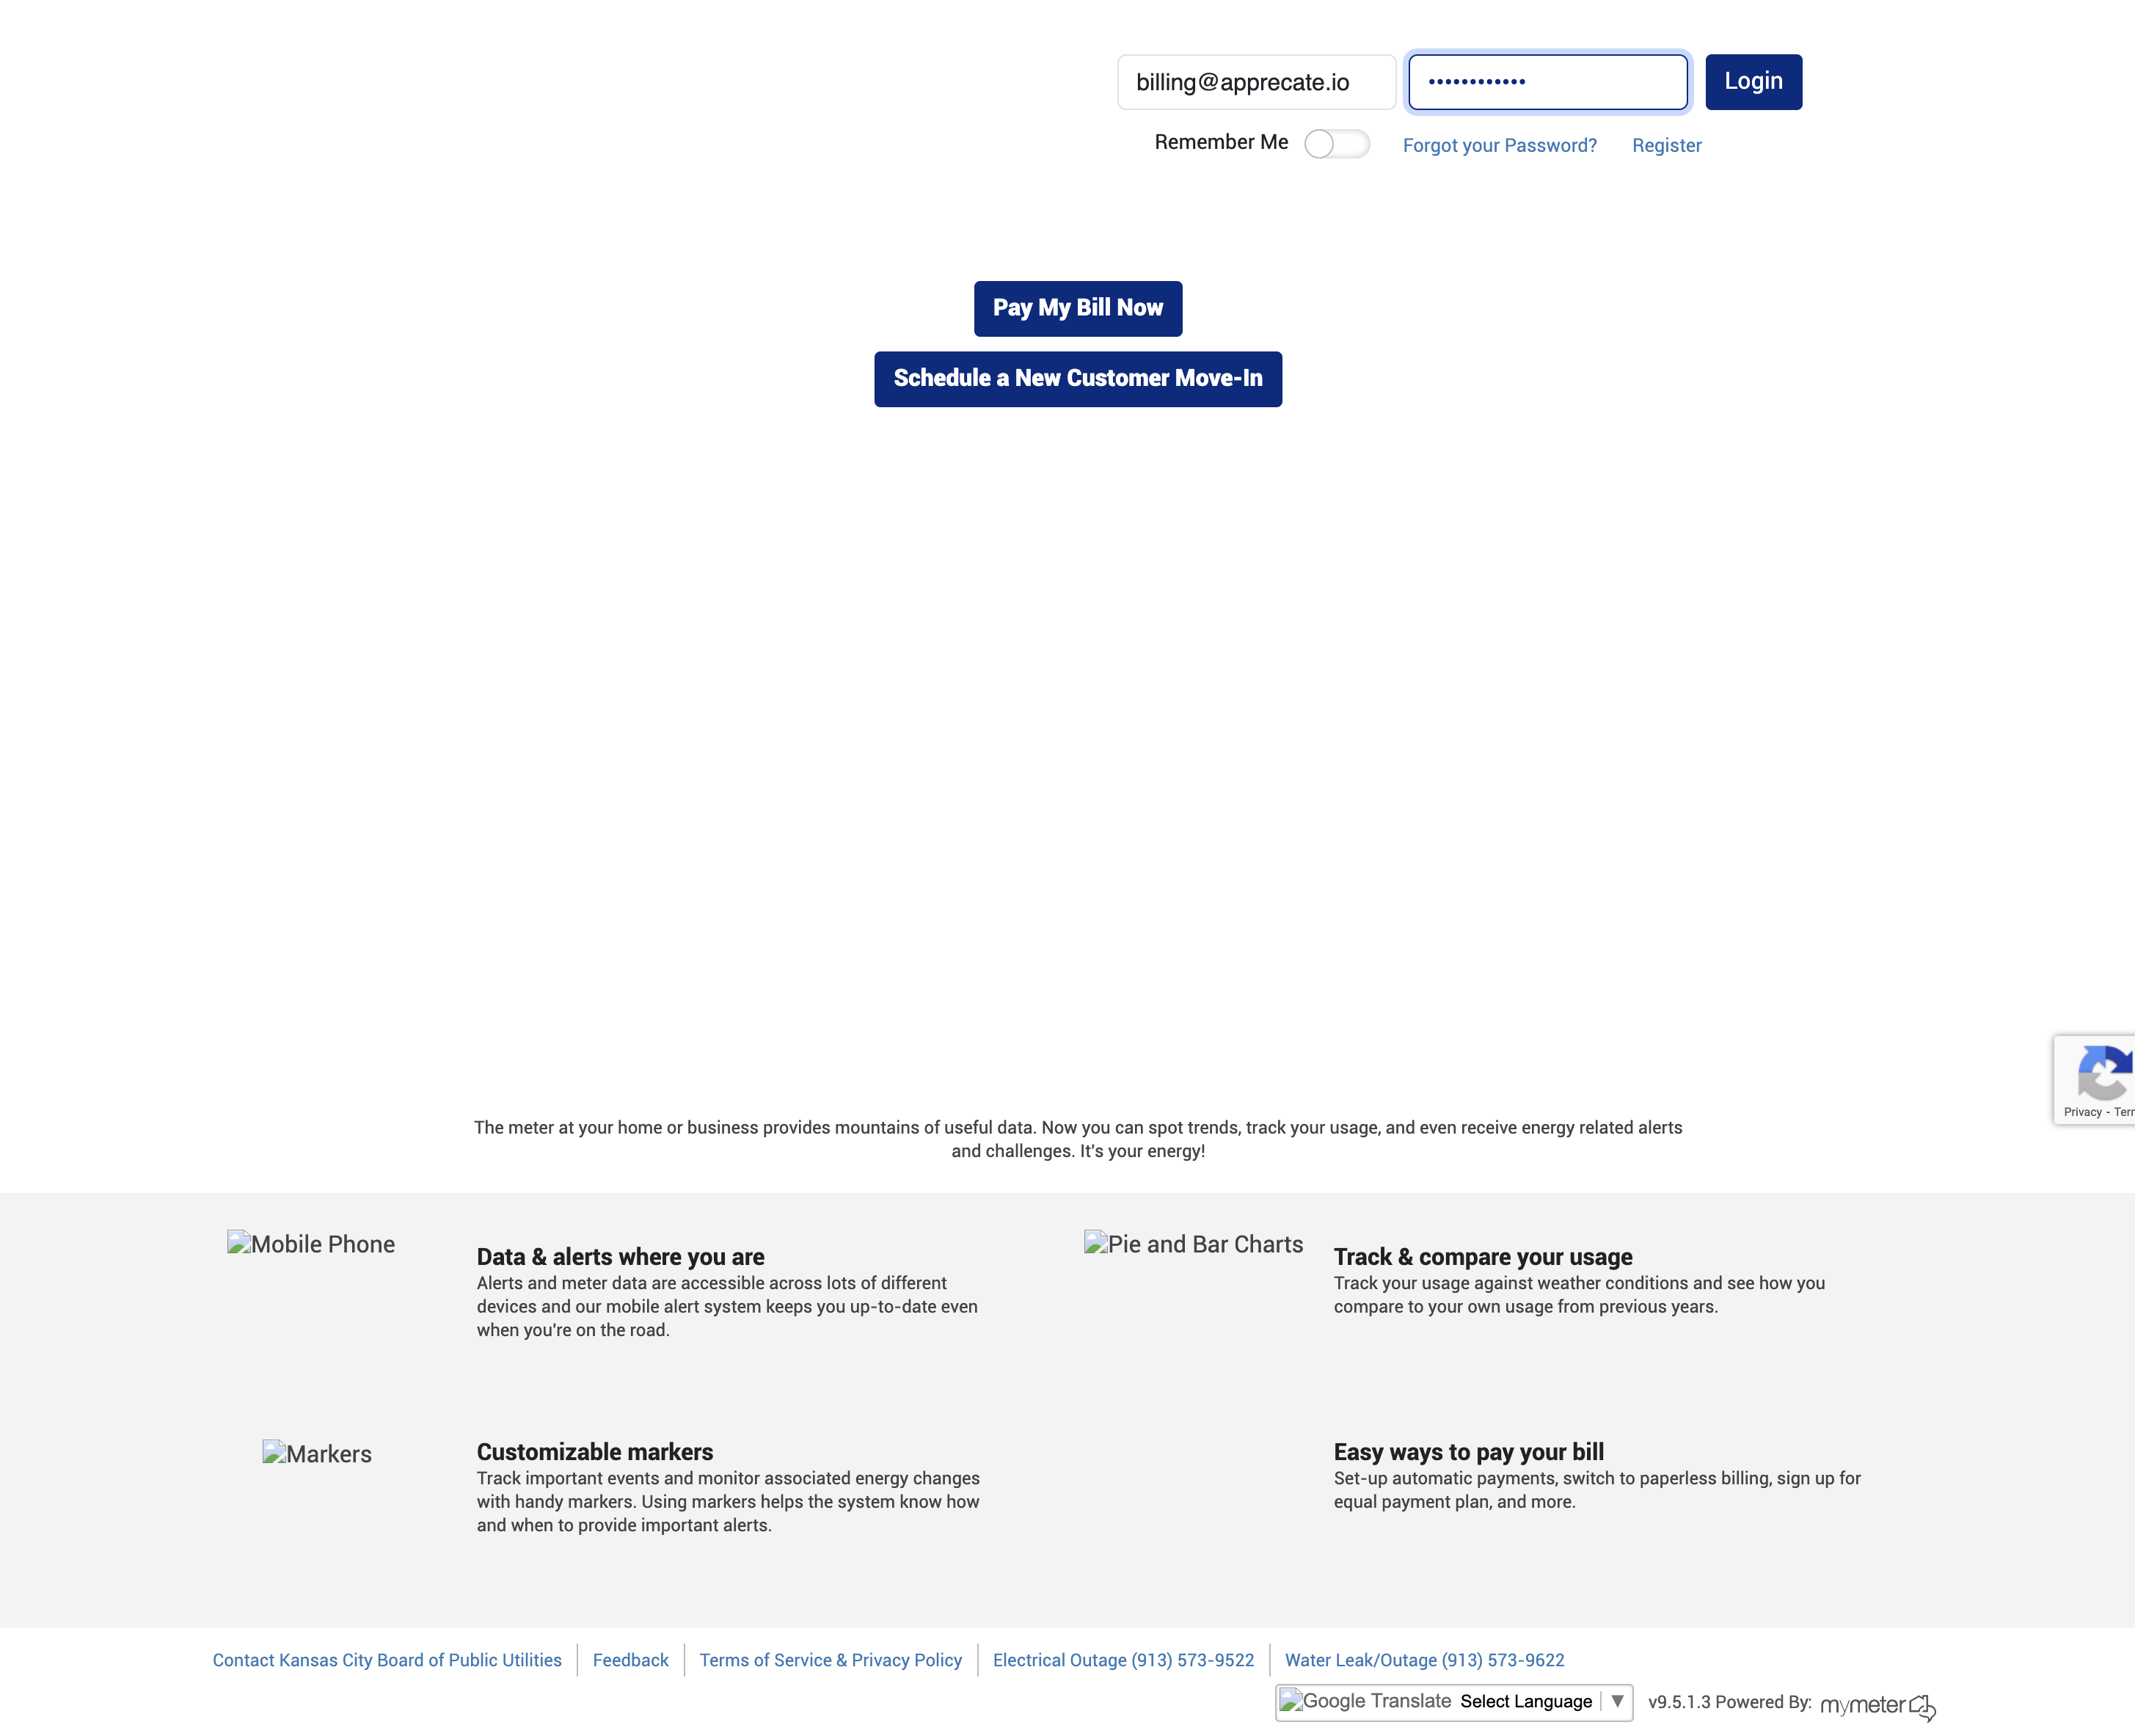 billing@apprecate.io
••••••••••••
Login
Remember Me
Forgot your Password?
Register
Pay My Bill Now
Schedule a New Customer Move-In
Privacy - Terr
The meter at your home or business provides mountains of useful data. Now you can spot trends, track your usage, and even receive energy related alerts
and challenges. It's your energy!
Mobile Phone
Data & alerts where you are
Alerts and meter data are accessible across lots of different
devices and our mobile alert system keeps you up-to-date even
when you're on the road.
Pie and Bar Charts
Track & compare your usage
Track your usage against weather conditions and see how you
compare to your own usage from previous years.
Markers
Customizable markers
Track important events and monitor associated energy changes
with handy markers. Using markers helps the system know how
and when to provide important alerts.
Easy ways to pay your bill
Set-up automatic payments, switch to paperless billing, sign up for
equal payment plan, and more.
Contact Kansas City Board of Public Utilities
Feedback
Terms of Service & Privacy Policy
Electrical Outage (913) 573-9522
Water Leak/Outage (913) 573-9622
Google Translate Select Language ▼
v9.5.1.3 Powered By: mymeter